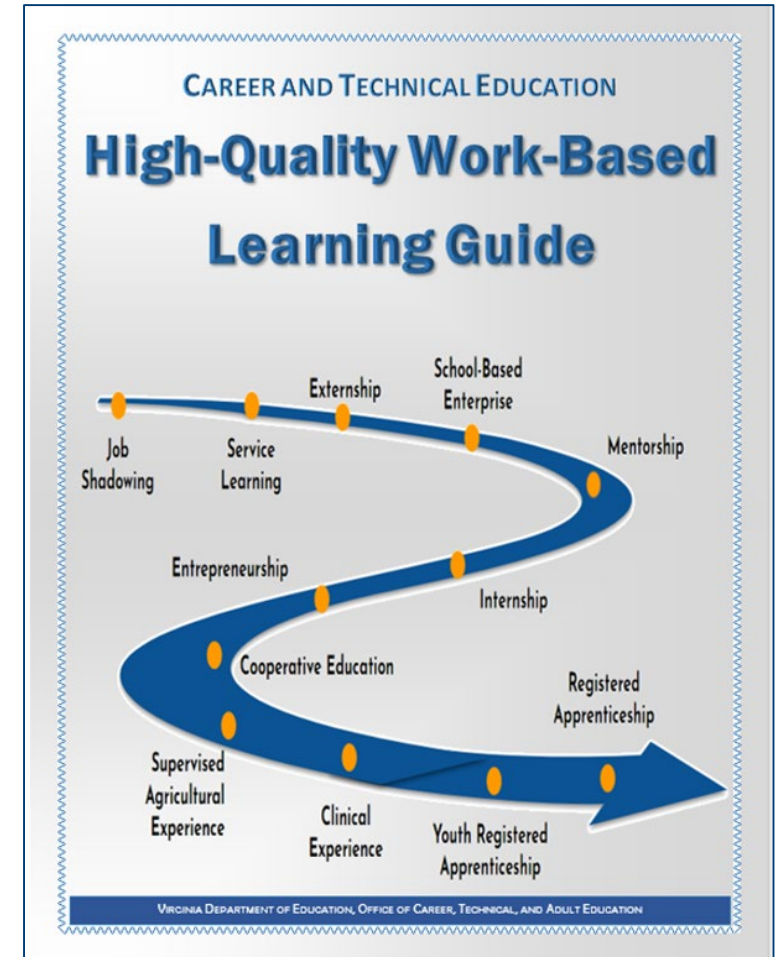 CAREER AND TECHNICAL EDUCATION
High-Quality Work-Based
Learning Guide
Job
Shadowing
Service
Learning
Externship
School-Based
Enterprise
Mentorship
Internship
Entrepreneurship
Cooperative Education
Supervised
Agricultural
Experience
Clinical
Experience
Youth Registered
Apprenticeship
Registered
Apprenticeship
VIRGINIA DEPARTMENT OF EDUCATION, OFFICE OF CAREER, TECHNICAL, AND ADULT EDUCATION